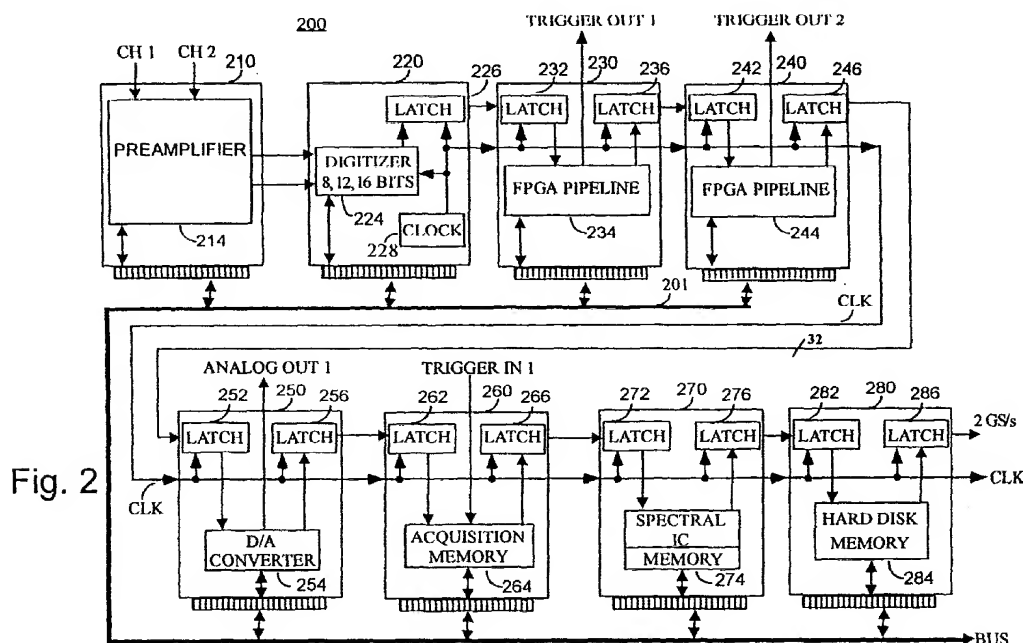 200
TRIGGER OUT 1
TRIGGER OUT 2
CH 1
CH 2
210
220
226
232
230
236
242
240
246
LATCH
LATCH
LATCH
LATCH
LATCH
PREAMPLIFIER
DIGITIZER
8, 12, 16 BITS
FPGA PIPELINE
FPGA PIPELINE
214
224
CLOCK
228
234
244
201
CLK
32
ANALOG OUT 1
TRIGGER IN 1
252
250
256
262
260
266
272
270
276
282
280
286
LATCH
LATCH
LATCH
LATCH
LATCH
LATCH
LATCH
LATCH
2 GS/s
Fig. 2
CLK
CLK
D/A
CONVERTER
ACQUISITION
MEMORY
SPECTRAL
IC
MEMORY
HARD DISK
MEMORY
254
264
274
284
BUS